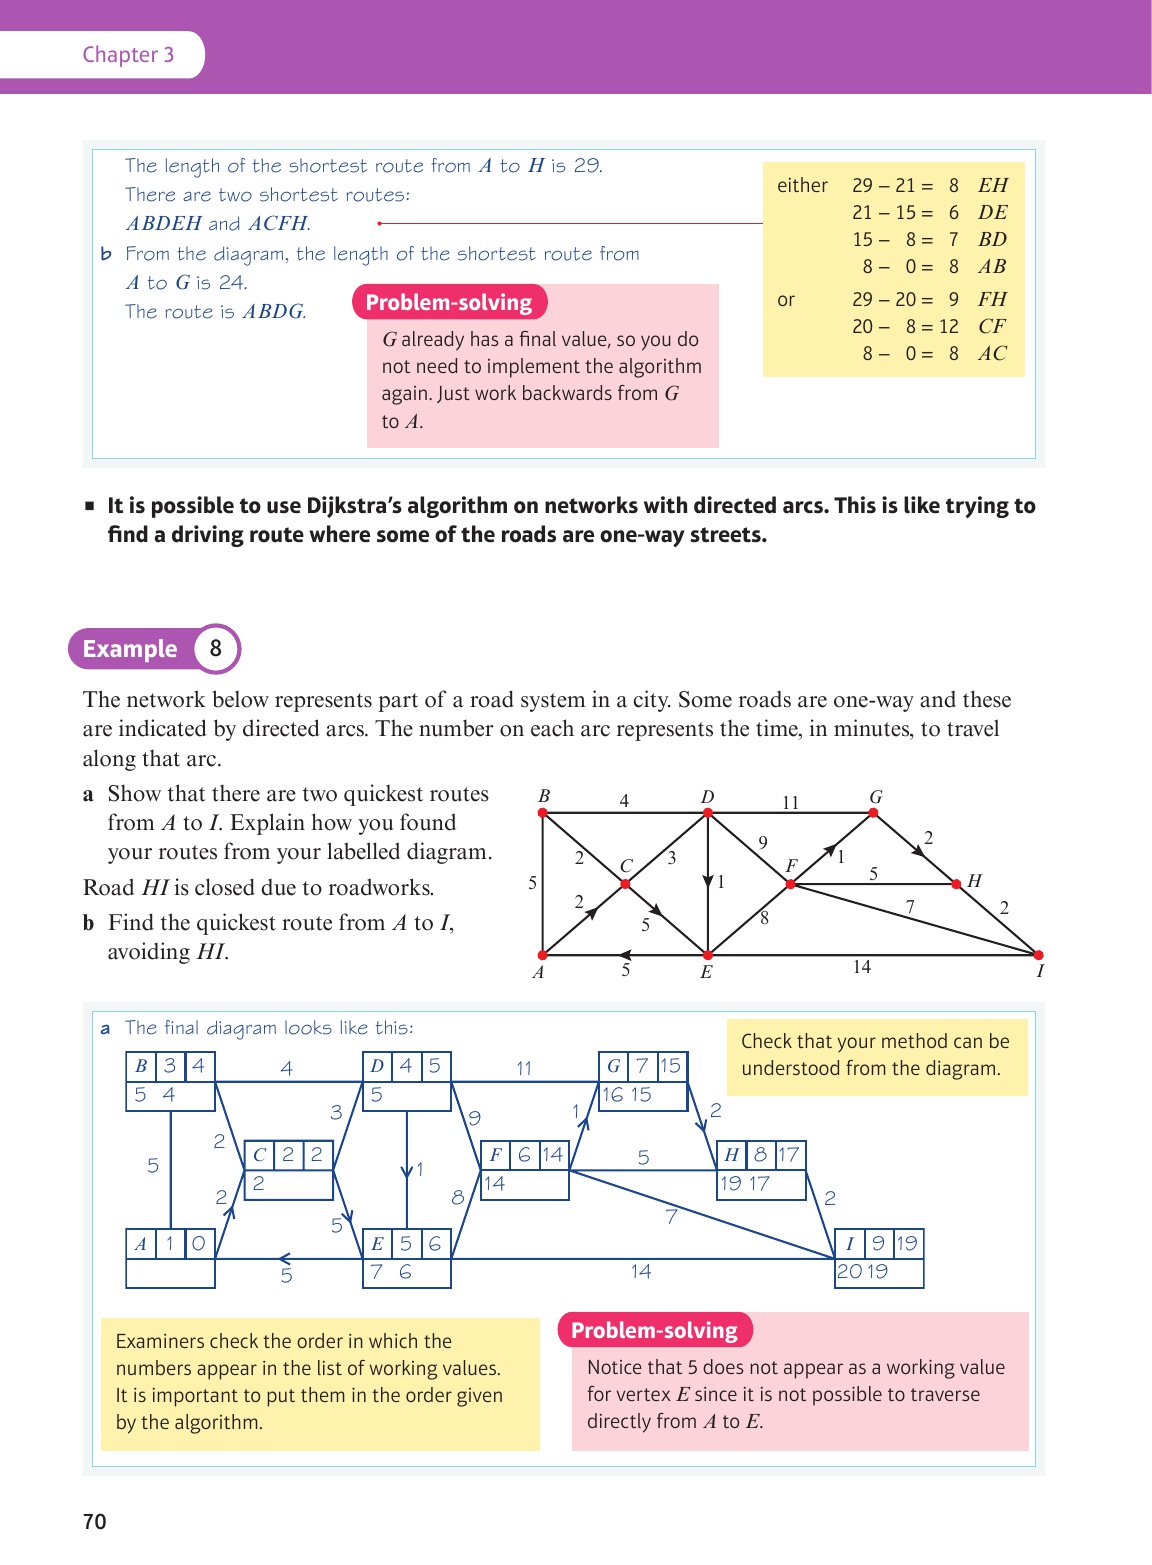 Chapter 3
The length of the shortest route from A to H is 29.
There are two shortest routes:
ABDEH and ACFH.
b From the diagram, the length of the shortest route from
A to G is 24.
The route is ABDG.
Problem-solving
G already has a final value, so you do
not need to implement the algorithm
again. Just work backwards from G
to A.
either 29 – 21 = 8 EH
21 – 15 = 6 DE
15 – 8 = 7 BD
8 – 0 = 8 AB
or 29 – 20 = 9 FH
20 – 8 = 12 CF
8 – 0 = 8 AC
▪ It is possible to use Dijkstra’s algorithm on networks with directed arcs. This is like trying to
find a driving route where some of the roads are one-way streets.
Example 8
The network below represents part of a road system in a city. Some roads are one-way and these
are indicated by directed arcs. The number on each arc represents the time, in minutes, to travel
along that arc.
a Show that there are two quickest routes
from A to I. Explain how you found
your routes from your labelled diagram.
Road HI is closed due to roadworks.
b Find the quickest route from A to I,
avoiding HI.
B 4 D 11 G
2 9 2
C 3 F 1
5 1 5 H
2 5 8 7 2
A 5 E 14 I
a The final diagram looks like this:
Check that your method can be
understood from the diagram.
B 3 4 4 D 4 5 11 G 7 15
5 4 5 16 15
2 3 9 1 2
5 C 2 2 1 F 6 14 5 H 8 17
2 14 19 17
2 5 8 7 2
A 1 0 E 5 6 I 9 19
5 7 6 14 20 19
Examiners check the order in which the
numbers appear in the list of working values.
It is important to put them in the order given
by the algorithm.
Problem-solving
Notice that 5 does not appear as a working value
for vertex E since it is not possible to traverse
directly from A to E.
70